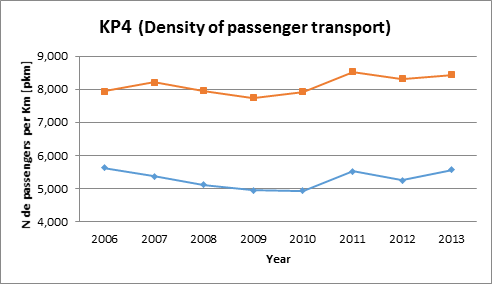 KP4 (Density of passenger transport)
N de passengers per Km [pkm]
9,000
8,000
7,000
6,000
5,000
4,000
2006 2007 2008 2009 2010 2011 2012 2013
Year